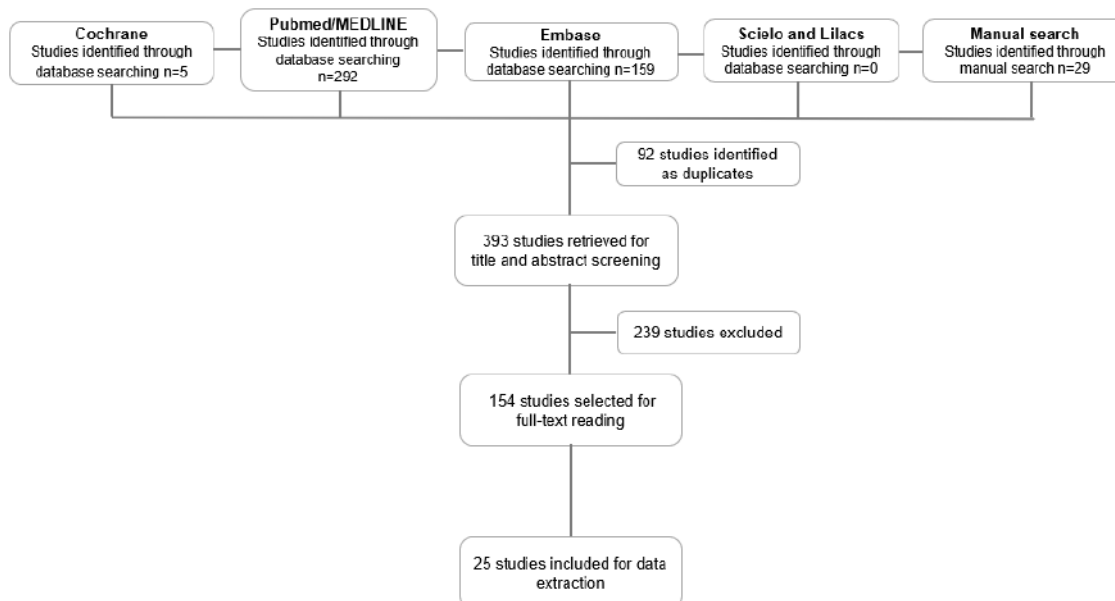 Cochrane
Studies identified through
database searching n=5
Pubmed/MEDLINE
Studies identified through
database searching
n=292
Embase
Studies identified through
database searching n=159
Scielo and Lilacs
Studies identified through
database searching n=0
Manual search
Studies identified through
manual search n=29
92 studies identified
as duplicates
393 studies retrieved for
title and abstract screening
239 studies excluded
154 studies selected for
full-text reading
25 studies included for data
extraction